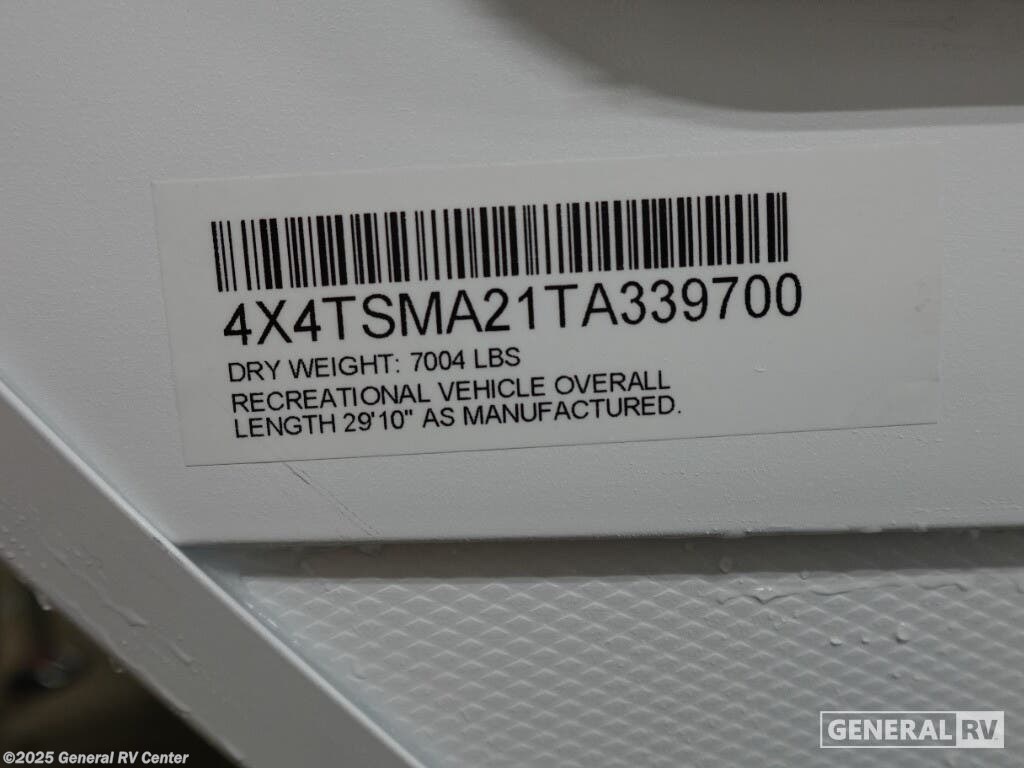 4X4TSMA21TA339700
DRY WEIGHT: 7004 LBS
RECREATIONAL VEHICLE OVERALL
LENGTH 29'10" AS MANUFACTURED.
GENERAL RV
©2025 General RV Center